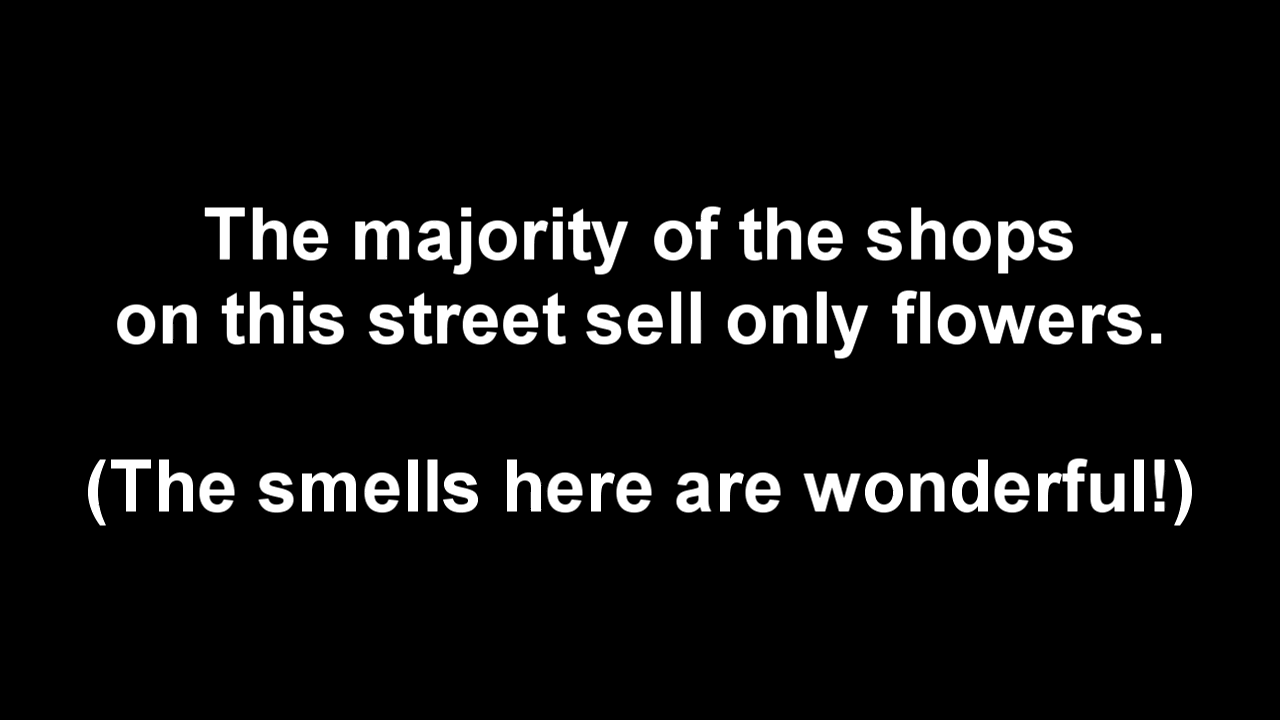 The majority of the shops
on this street sell only flowers.
(The smells here are wonderful!)